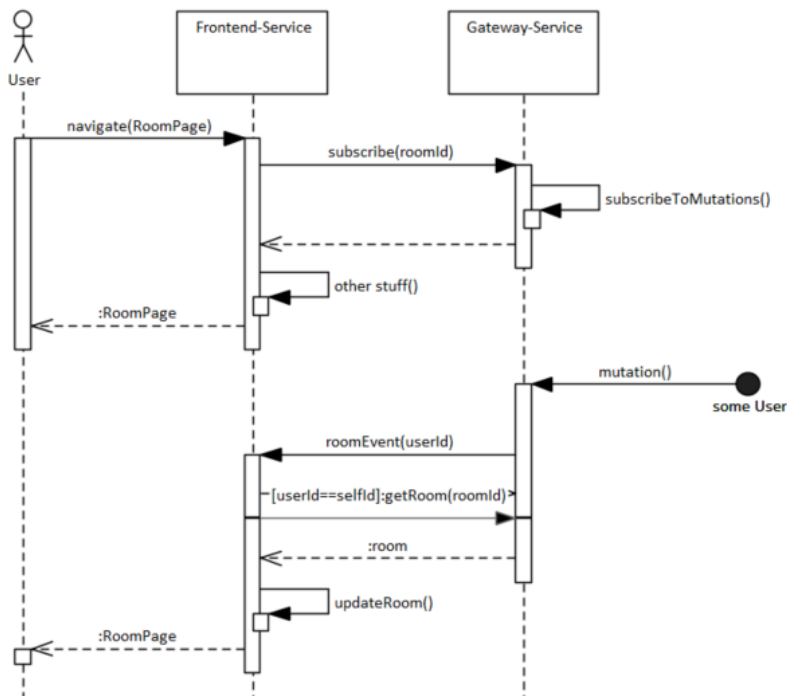 Frontend-Service
Gateway-Service
User
navigate(RoomPage)
subscribe(roomId)
subscribeToMutations()
other stuff()
:RoomPage
mutation()
some User
roomEvent(userId)
[userId==selfId]:getRoom(roomId)
:room
updateRoom()
:RoomPage